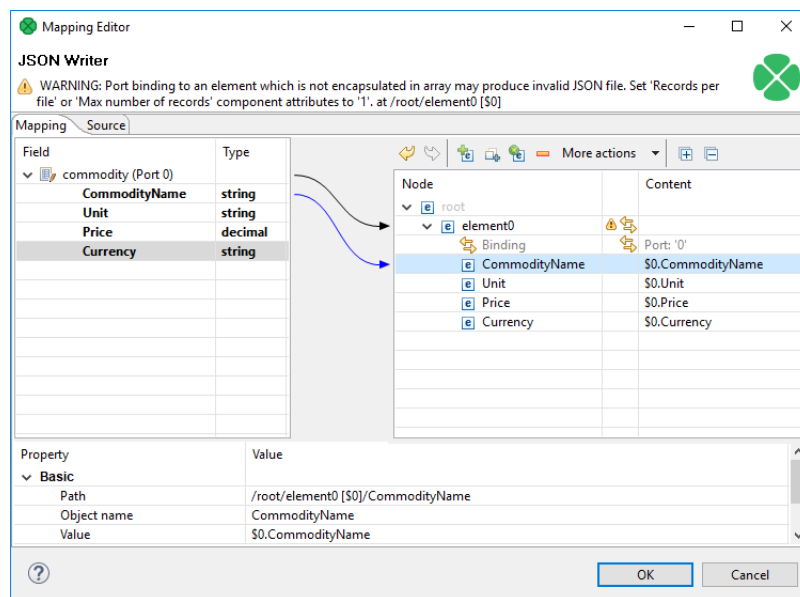 Mapping Editor
JSON Writer
WARNING: Port binding to an element which is not encapsulated in array may produce invalid JSON file. Set 'Records per
file' or 'Max number of records' component attributes to '1'. at /root/element0 [$0]
Mapping Source
Field Type
commodity (Port 0)
CommodityName string
Unit string
Price decimal
Currency string
More actions
Node Content
root
element0
Binding Port: '0'
CommodityName $0.CommodityName
Unit $0.Unit
Price $0.Price
Currency $0.Currency
Property Value
Basic
Path /root/element0 [$0]/CommodityName
Object name CommodityName
Value $0.CommodityName
OK Cancel